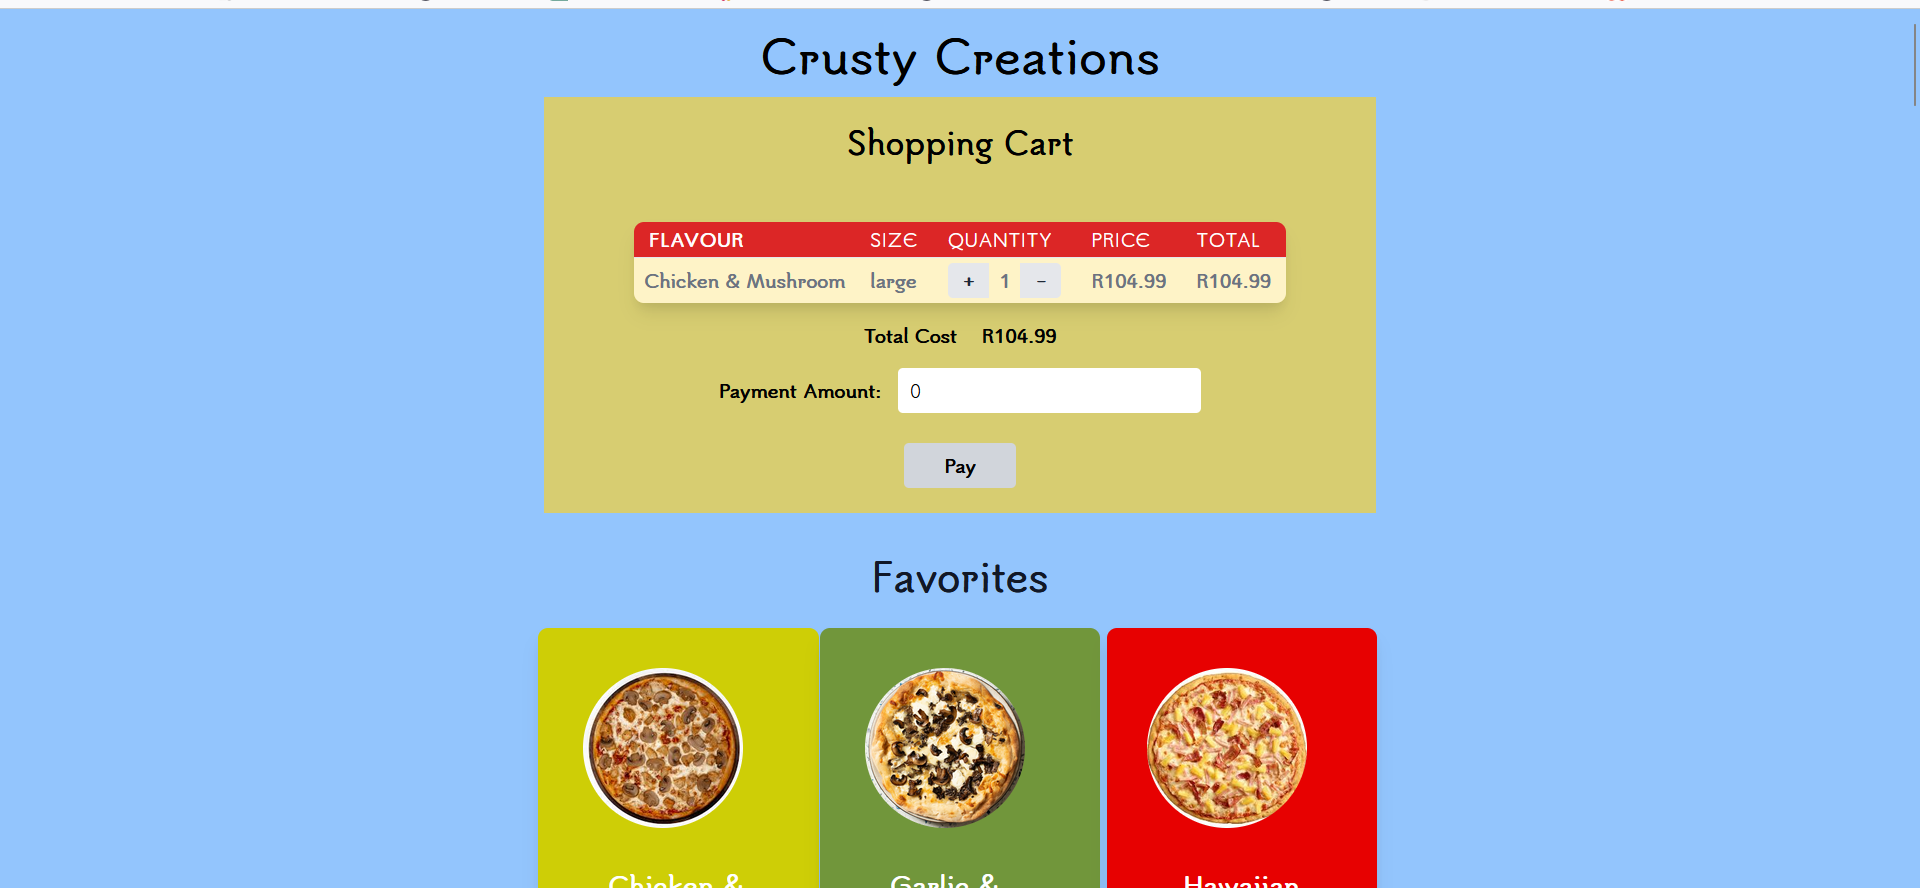 Crusty Creations
Shopping Cart
FLAVOUR SIZE QUANTITY PRICE TOTAL
Chicken & Mushroom large + 1 - R104.99 R104.99
Total Cost R104.99
Payment Amount: 0
Pay
Favorites
Chicken & Garlic & Hawaiian